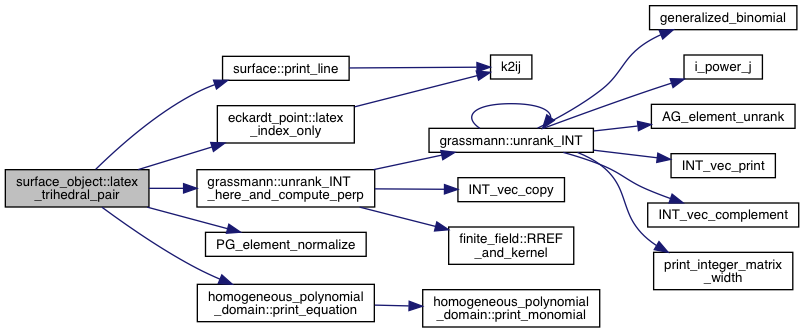 surface_object::latex
_trihedral_pair
surface::print_line
k2ij
eckardt_point::latex
_index_only
grassmann::unrank_INT
_here_and_compute_perp
PG_element_normalize
homogeneous_polynomial
_domain::print_equation
grassmann::unrank_INT
INT_vec_copy
finite_field::RREF
_and_kernel
homogeneous_polynomial
_domain::print_monomial
generalized_binomial
i_power_j
AG_element_unrank
INT_vec_print
INT_vec_complement
print_integer_matrix
_width